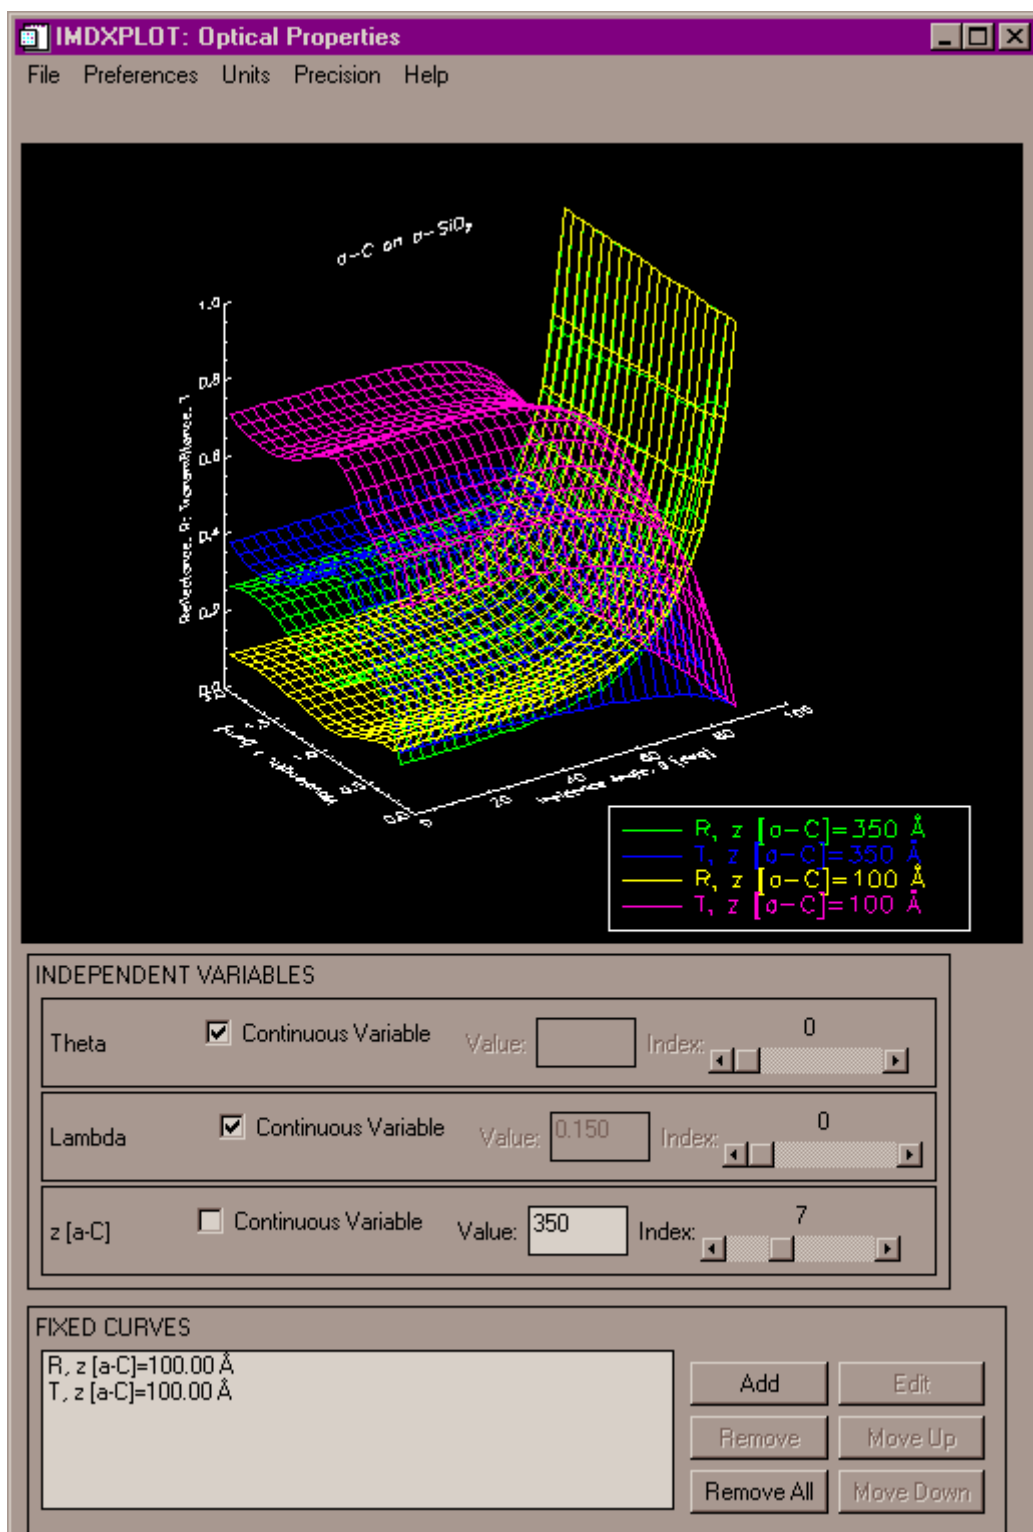 IMDXPLOT: Optical Properties
File Preferences Units Precision Help
a-C on a-SiO₂
1.0
0.8
0.6
0.4
0.2
0.0
Reflectance, R; Transmittance, T
0.0
0
20
40
60
80
100
Incidence angle, θ [deg]
R, z [a-C]=350 Å
T, z [a-C]=350 Å
R, z [a-C]=100 Å
T, z [a-C]=100 Å
INDEPENDENT VARIABLES
Theta Continuous Variable Value: Index: 0
Lambda Continuous Variable Value: 0.150 Index: 0
z [a-C] Continuous Variable Value: 350 Index: 7
FIXED CURVES
R, z [a-C]=100.00 Å
T, z [a-C]=100.00 Å
Add Edit
Remove Move Up
Remove All Move Down